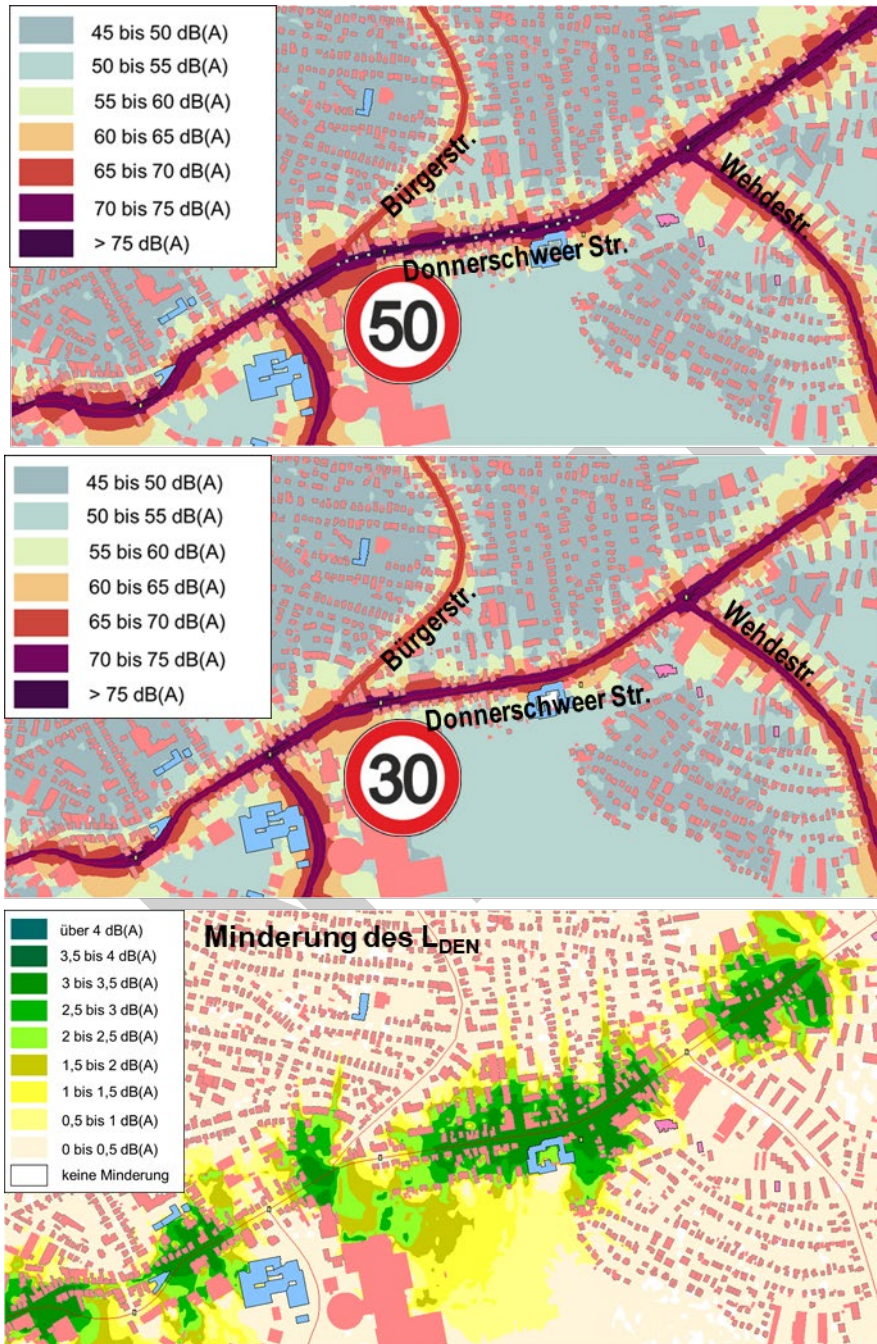 45 bis 50 dB(A)
50 bis 55 dB(A)
55 bis 60 dB(A)
60 bis 65 dB(A)
65 bis 70 dB(A)
70 bis 75 dB(A)
> 75 dB(A)
Bürgerstr.
Wehdestr.
Donnerschweer Str.
50
45 bis 50 dB(A)
50 bis 55 dB(A)
55 bis 60 dB(A)
60 bis 65 dB(A)
65 bis 70 dB(A)
70 bis 75 dB(A)
> 75 dB(A)
Bürgerstr.
Wehdestr.
Donnerschweer Str.
30
Minderung des LDEN
über 4 dB(A)
3,5 bis 4 dB(A)
3 bis 3,5 dB(A)
2,5 bis 3 dB(A)
2 bis 2,5 dB(A)
1,5 bis 2 dB(A)
1 bis 1,5 dB(A)
0,5 bis 1 dB(A)
0 bis 0,5 dB(A)
keine Minderung